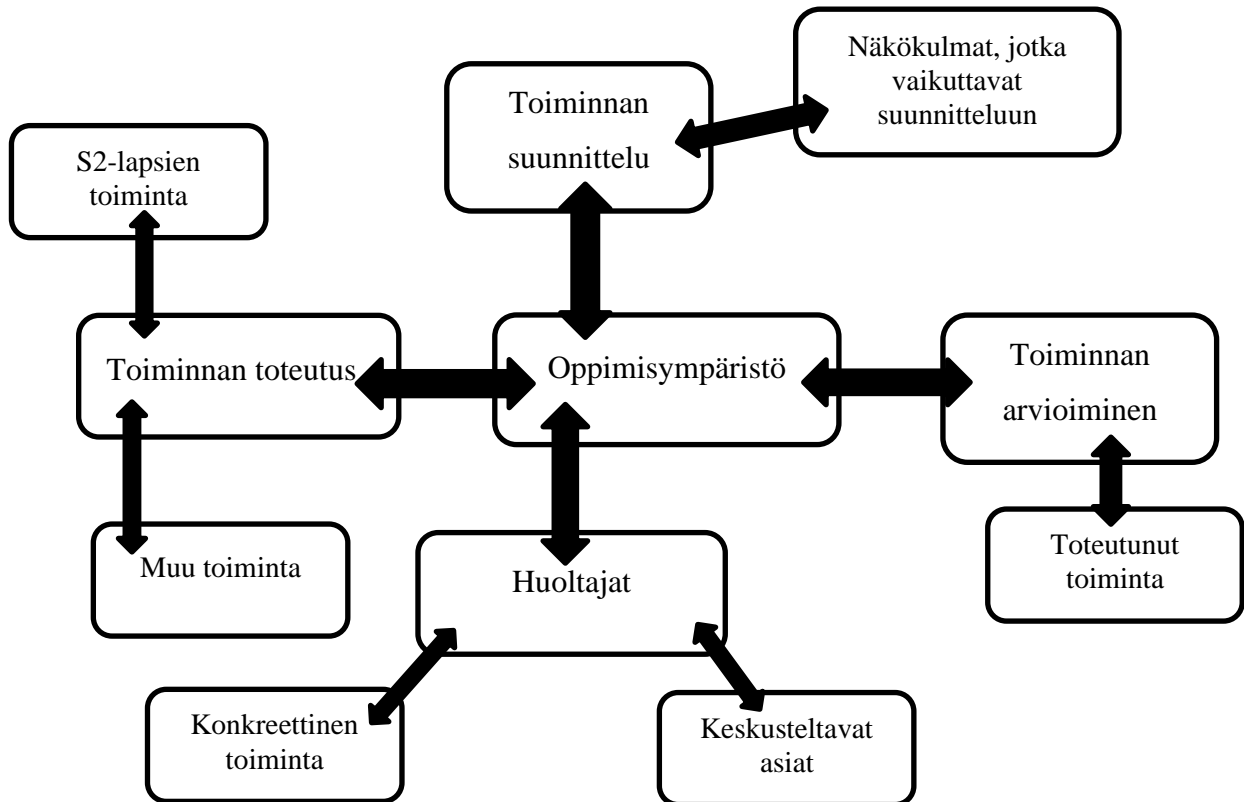 Näkökulmat, jotka
vaikuttavat
suunnitteluun
Toiminnan
suunnittelu
S2-lapsien
toiminta
Toiminnan toteutus
Oppimisympäristö
Toiminnan
arvioiminen
Muu toiminta
Huoltajat
Toteutunut
toiminta
Konkreettinen
toiminta
Keskusteltavat
asiat